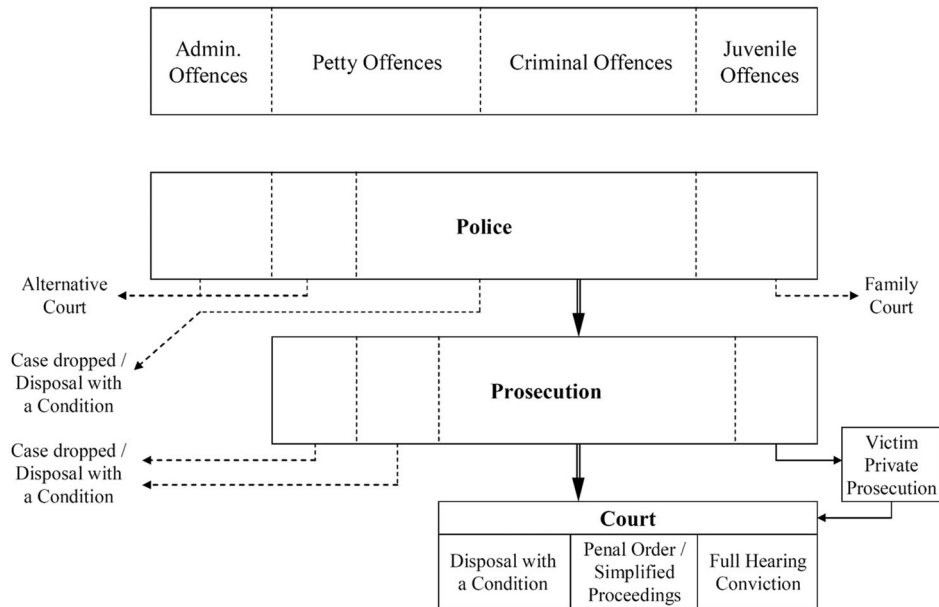 Admin.
Offences
Petty Offences
Criminal Offences
Juvenile
Offences
Police
Alternative
Court
Family
Court
Case dropped /
Disposal with
a Condition
Prosecution
Case dropped /
Disposal with
a Condition
Victim
Private
Prosecution
Court
Disposal with
a Condition
Penal Order /
Simplified
Proceedings
Full Hearing
Conviction